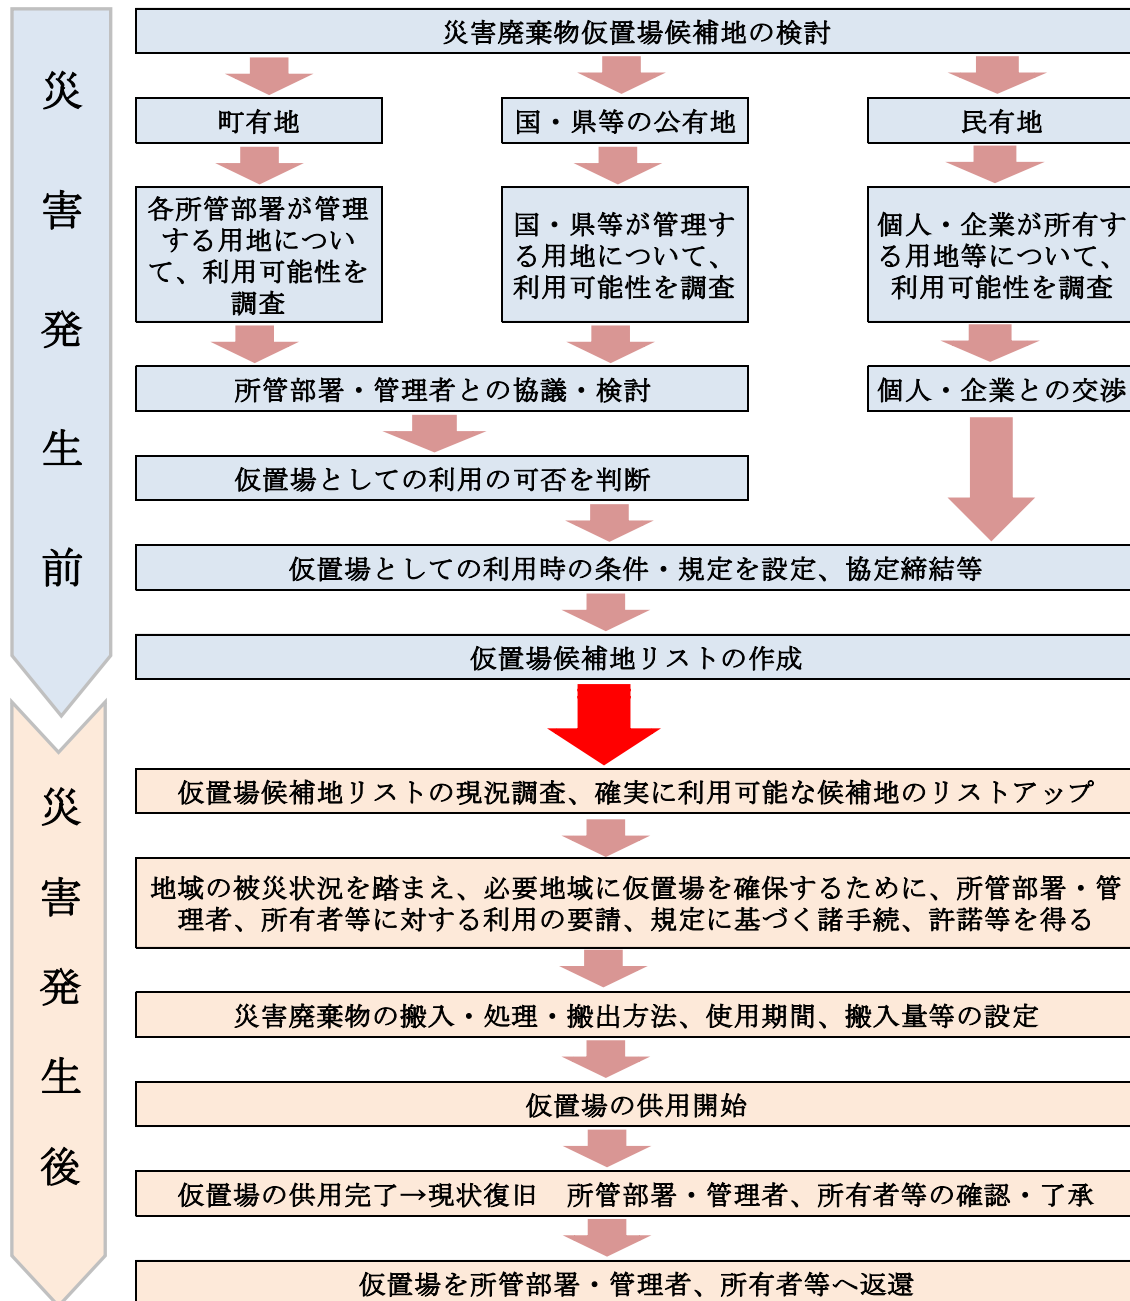 災害発生前
災害廃棄物仮置場候補地の検討
町有地
国・県等の公有地
民有地
各所管部署が管理
する用地につい
て、利用可能性を
調査
国・県等が管理す
る用地について、
利用可能性を調査
個人・企業が所有す
る用地等について、
利用可能性を調査
所管部署・管理者との協議・検討
個人・企業との交渉
仮置場としての利用の可否を判断
仮置場としての利用時の条件・規定を設定、協定締結等
仮置場候補地リストの作成
災害発生後
仮置場候補地リストの現況調査、確実に利用可能な候補地のリストアップ
地域の被災状況を踏まえ、必要地域に仮置場を確保するために、所管部署・管
理者、所有者等に対する利用の要請、規定に基づく諸手続、許諾等を得る
災害廃棄物の搬入・処理・搬出方法、使用期間、搬入量等の設定
仮置場の供用開始
仮置場の供用完了→現状復旧　所管部署・管理者、所有者等の確認・了承
仮置場を所管部署・管理者、所有者等へ返還